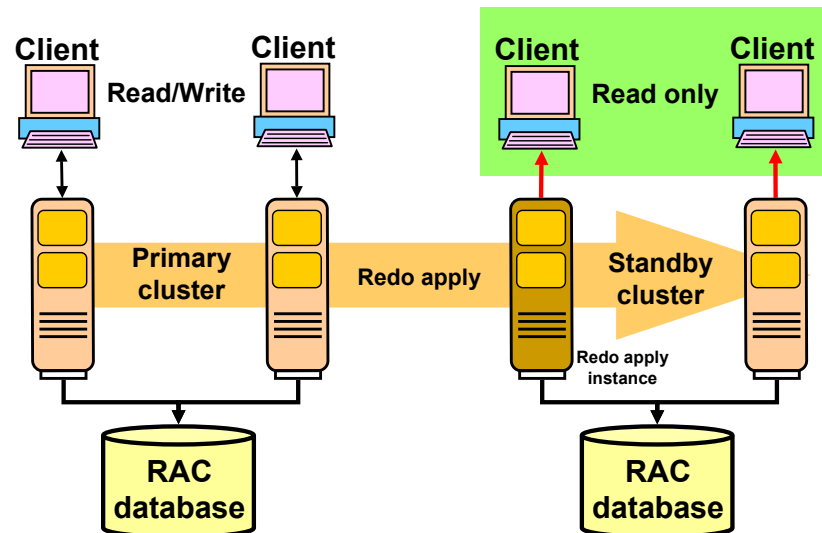 Client
Client
Client
Client
Read/Write
Read only
Primary
cluster
Redo apply
Standby
cluster
Redo apply
instance
RAC
database
RAC
database